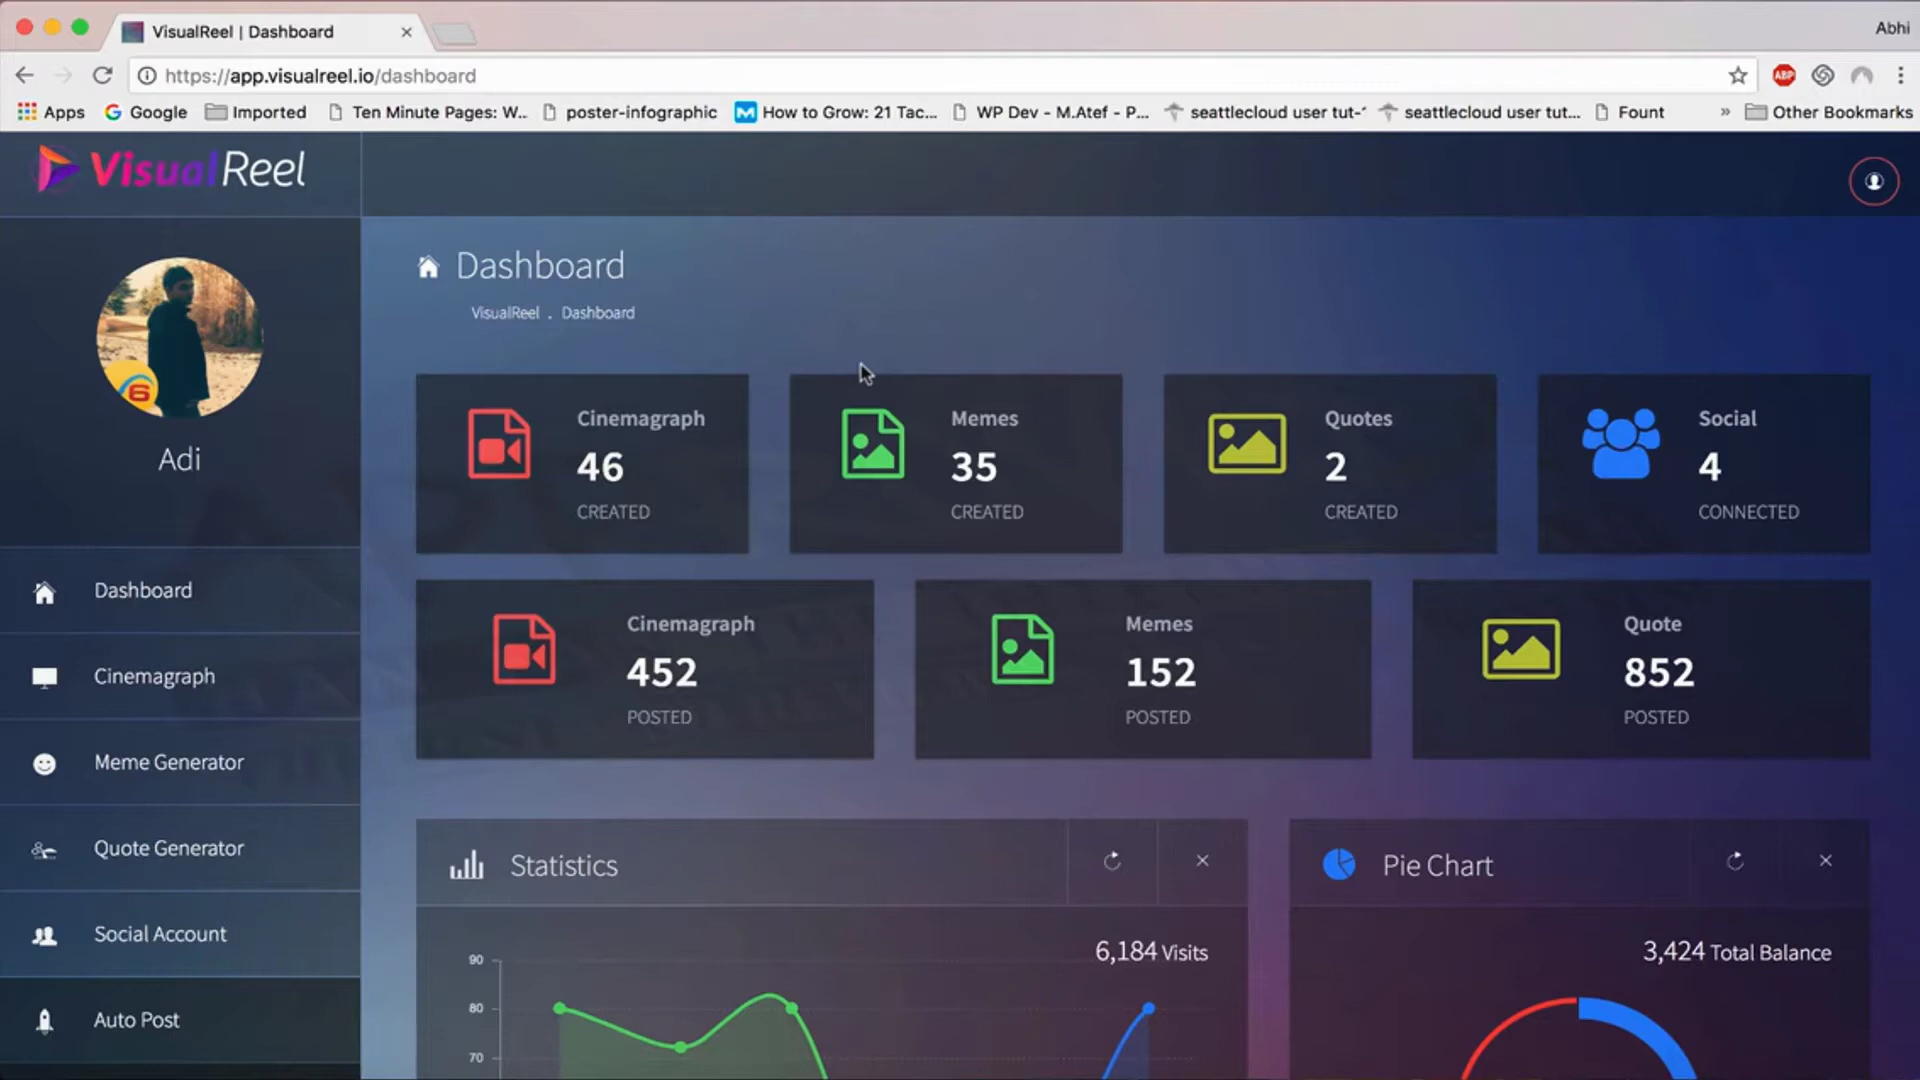 VisualReel | Dashboard
Abhi
https://app.visualreel.io/dashboard
ABP
Apps
Google
Imported
Ten Minute Pages: W...
poster-infographic
How to Grow: 21 Tac...
WP Dev - M.Atef - P...
seattlecloud user tut-
seattlecloud user tut...
Fount
»
Other Bookmarks
VisualReel
Dashboard
VisualReel . Dashboard
6
Adi
Cinemagraph
46
CREATED
Memes
35
CREATED
Quotes
2
CREATED
Social
4
CONNECTED
Cinemagraph
452
POSTED
Memes
152
POSTED
Quote
852
POSTED
Dashboard
Cinemagraph
Meme Generator
Quote Generator
Social Account
Auto Post
Statistics
6,184 Visits
90
80
70
Pie Chart
3,424 Total Balance